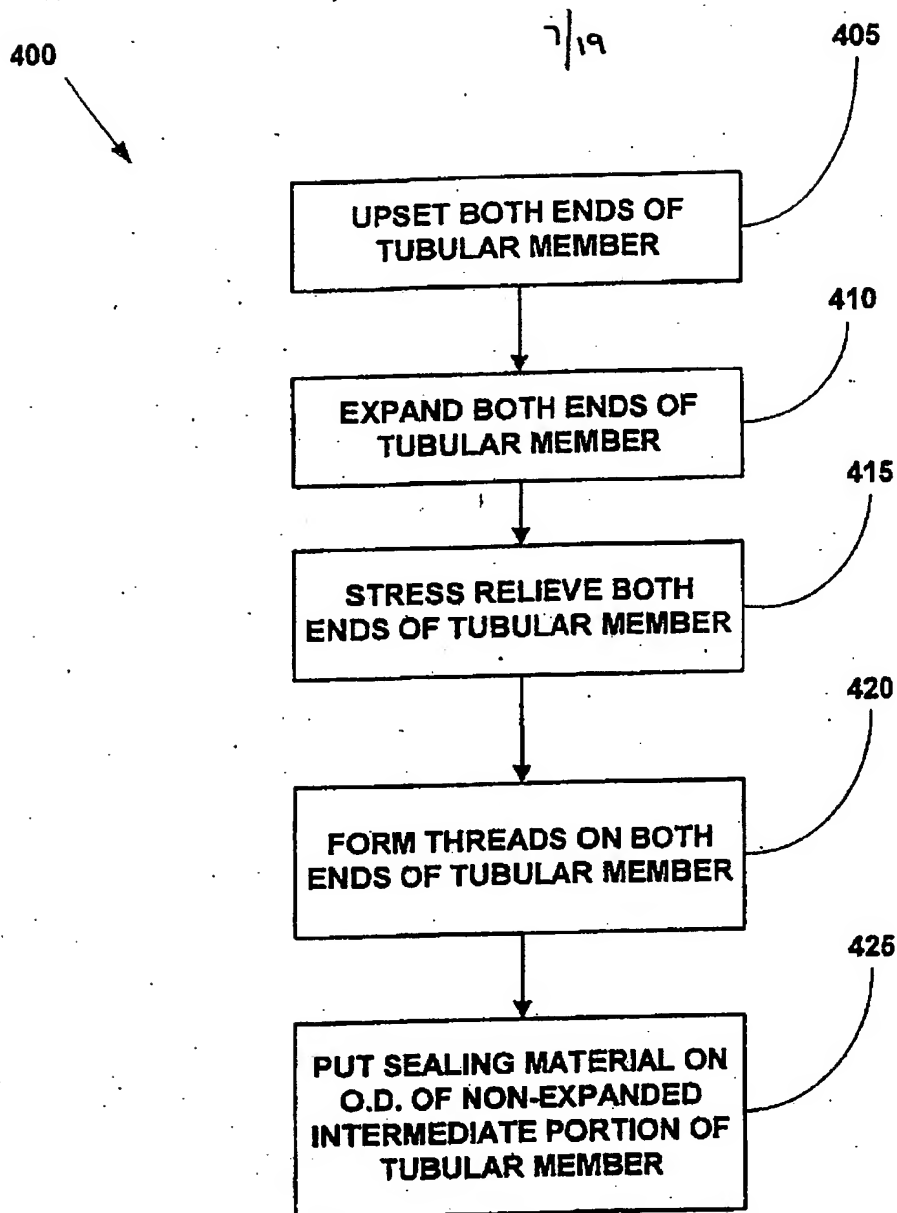 7/19
400
405
UPSET BOTH ENDS OF
TUBULAR MEMBER
410
EXPAND BOTH ENDS OF
TUBULAR MEMBER
415
STRESS RELIEVE BOTH
ENDS OF TUBULAR MEMBER
420
FORM THREADS ON BOTH
ENDS OF TUBULAR MEMBER
425
PUT SEALING MATERIAL ON
O.D. OF NON-EXPANDED
INTERMEDIATE PORTION OF
TUBULAR MEMBER